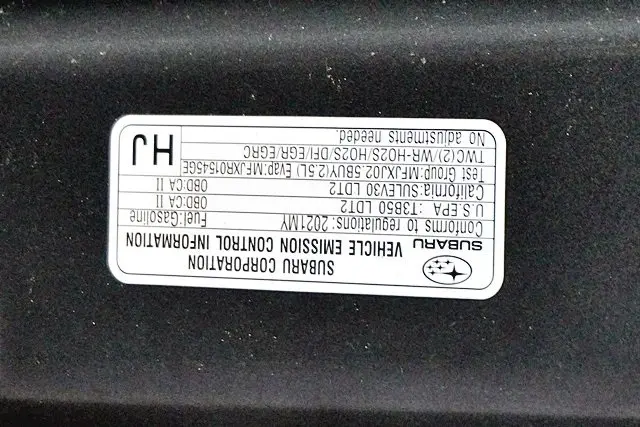 SUBARU CORPORATION
SUBARU VEHICLE EMISSION CONTROL INFORMATION
Conforms to regulations: 2021MY Fuel:Gasoline
U.S.EPA : T3B50 LDT2 OBD:CA II
California:SULEV30 LDT2 OBD:CA II
Test Group:MFJXJ02.5BUY(2.5L) Evap:MFJXR0154SGE
TWC(2)/WR-HO2S/HO2S/DFI/EGR/EGRC
No adjustments needed.
HJ